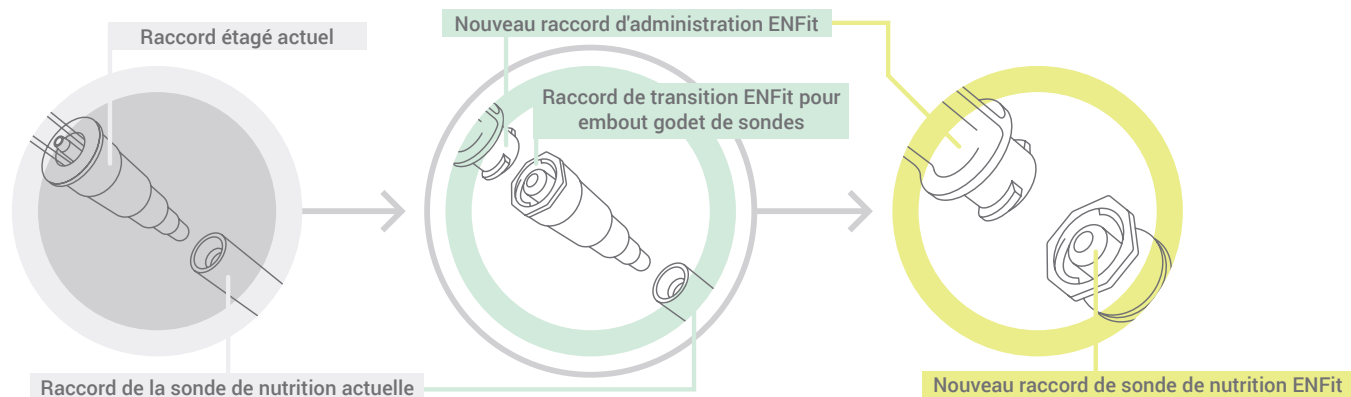 Raccord étagé actuel
Nouveau raccord d'administration ENFit
Raccord de transition ENFit pour
embout godet de sondes
Raccord de la sonde de nutrition actuelle
Nouveau raccord de sonde de nutrition ENFit